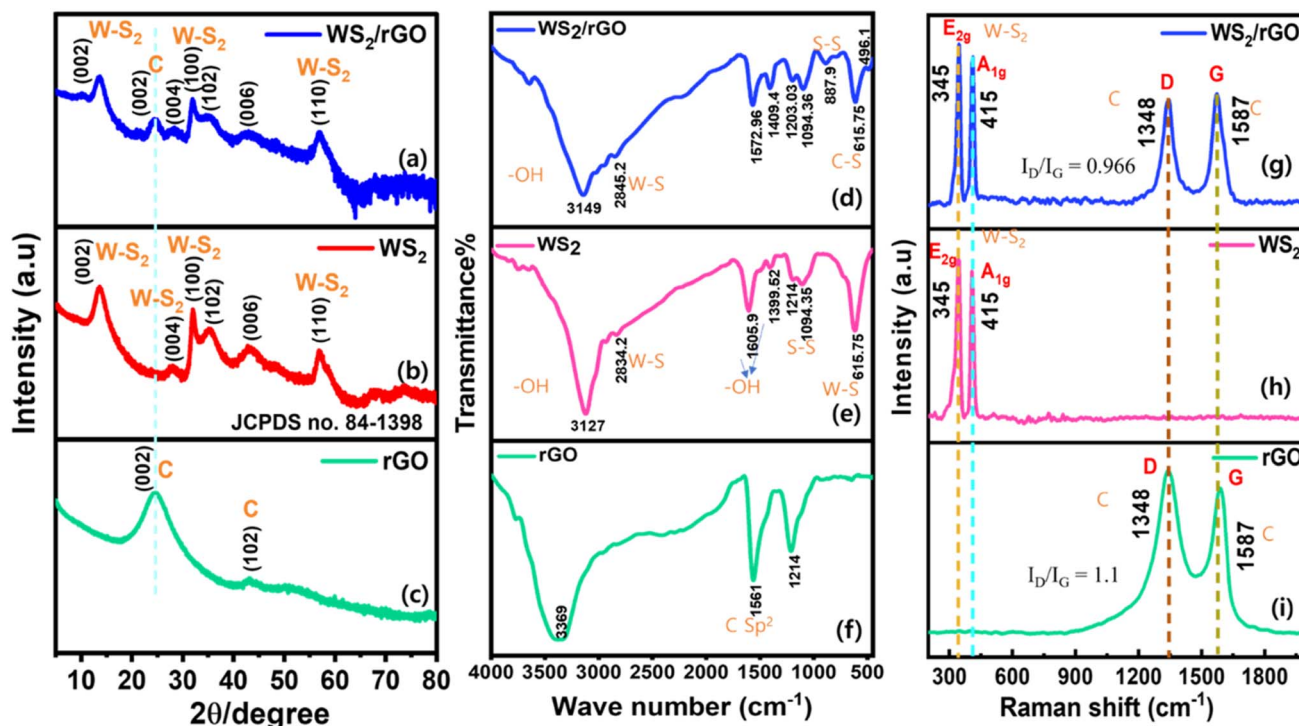 WS₂/rGO
W-S₂
W-S₂
C
W-S₂
(002)
(002)
(004)
(100)
(102)
(006)
(110)
(a)
WS₂
W-S₂
W-S₂
W-S₂
W-S₂
(002)
(004)
(100)
(102)
(006)
(110)
(b)
JCPDS no. 84-1398
rGO
(002)
C
C
(102)
(c)
Intensity (a.u)
0 10 20 30 40 50 60 70 80
2θ/degree
WS₂/rGO
S-S
496.1
887.9
1572.96
1409.4
1203.03
1094.36
615.75
C-S
-OH
W-S
2845.2
3149
(d)
WS₂
1605.9
1399.52
1214
1094.35
615.75
S-S
W-S
-OH
-OH
W-S
2834.2
3127
(e)
rGO
3369
1561
1214
C Sp²
(f)
Transmittance%
4000 3500 3000 2500 2000 1500 1000 500
Wave number (cm⁻¹)
E₂g
W-S₂
WS₂/rGO
345
A₁g
415
D
G
C
1348
1587
C
I_D/I_G = 0.966
(g)
W-S₂
WS₂
E₂g
A₁g
345
415
(h)
rGO
D
G
C
1348
1587
C
I_D/I_G = 1.1
(i)
Intensity (a.u)
300 600 900 1200 1500 1800
Raman shift (cm⁻¹)